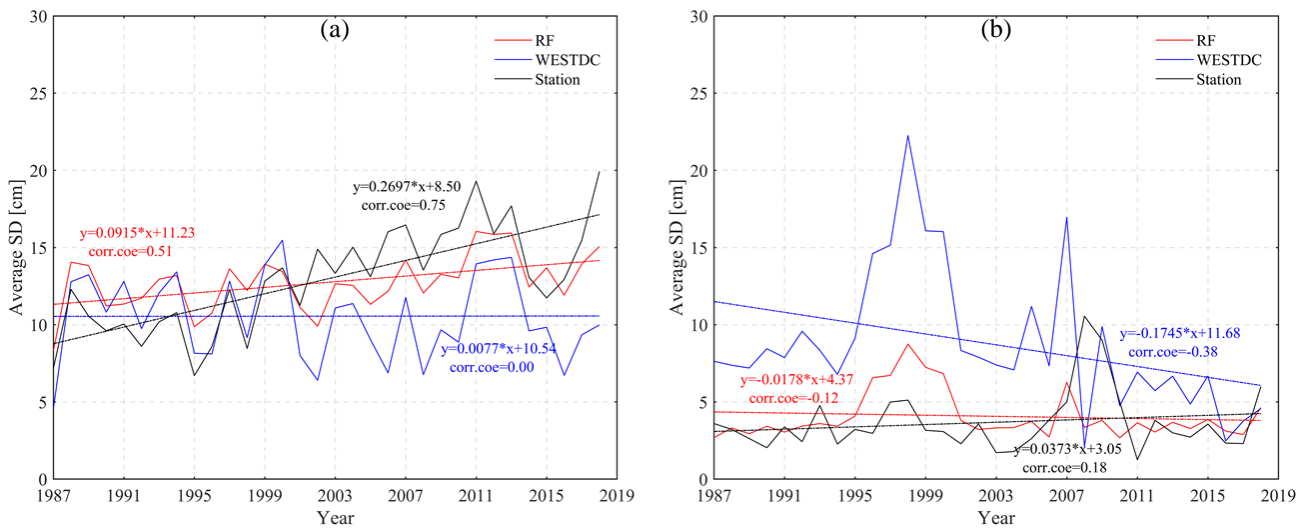 (a)
RF
WESTDC
Station
30
25
20
15
10
5
0
Average SD [cm]
y=0.2697*x+8.50
corr.coe=0.75
y=0.0915*x+11.23
corr.coe=0.51
y=0.0077*x+10.54
corr.coe=0.00
1987 1991 1995 1999 2003 2007 2011 2015 2019
Year
(b)
RF
WESTDC
Station
30
25
20
15
10
5
0
Average SD [cm]
y=-0.1745*x+11.68
corr.coe=-0.38
y=-0.0178*x+4.37
corr.coe=-0.12
y=0.0373*x+3.05
corr.coe=0.18
1987 1991 1995 1999 2003 2007 2011 2015 2019
Year